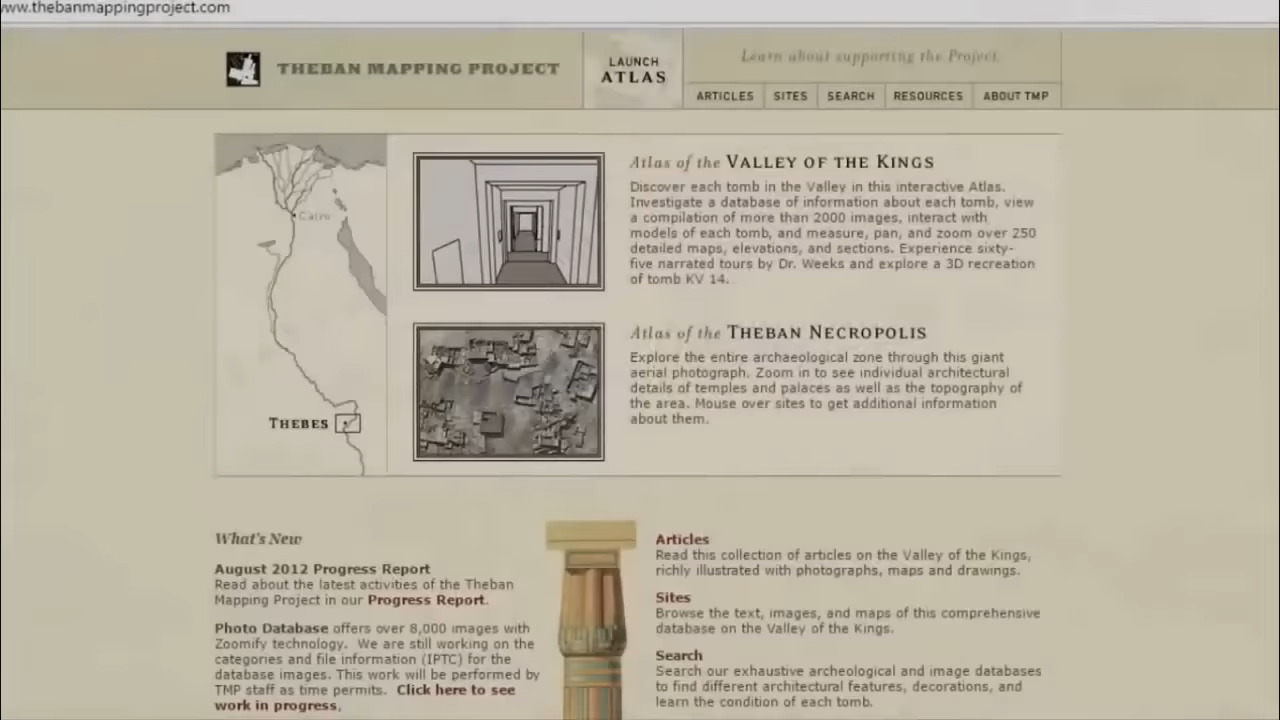 www.thebanmappingproject.com
THEBAN MAPPING PROJECT
LAUNCH
ATLAS
Learn about supporting the Project.
ARTICLES
SITES
SEARCH
RESOURCES
ABOUT TMP
Cairo
THEBES
Atlas of the VALLEY OF THE KINGS
Discover each tomb in the Valley in this interactive Atlas.
Investigate a database of information about each tomb, view
a compilation of more than 2000 images, interact with
models of each tomb, and measure, pan, and zoom over 250
detailed maps, elevations, and sections. Experience sixty-
five narrated tours by Dr. Weeks and explore a 3D recreation
of tomb KV 14.
Atlas of the THEBAN NECROPOLIS
Explore the entire archaeological zone through this giant
aerial photograph. Zoom in to see individual architectural
details of temples and palaces as well as the topography of
the area. Mouse over sites to get additional information
about them.
What's New
August 2012 Progress Report
Read about the latest activities of the Theban
Mapping Project in our Progress Report.
Photo Database offers over 8,000 images with
Zoomify technology. We are still working on the
categories and file information (IPTC) for the
database images. This work will be performed by
TMP staff as time permits. Click here to see
work in progress.
Articles
Read this collection of articles on the Valley of the Kings,
richly illustrated with photographs, maps and drawings.
Sites
Browse the text, images, and maps of this comprehensive
database on the Valley of the Kings.
Search
Search our exhaustive archeological and image databases
to find different architectural features, decorations, and
learn the condition of each tomb.